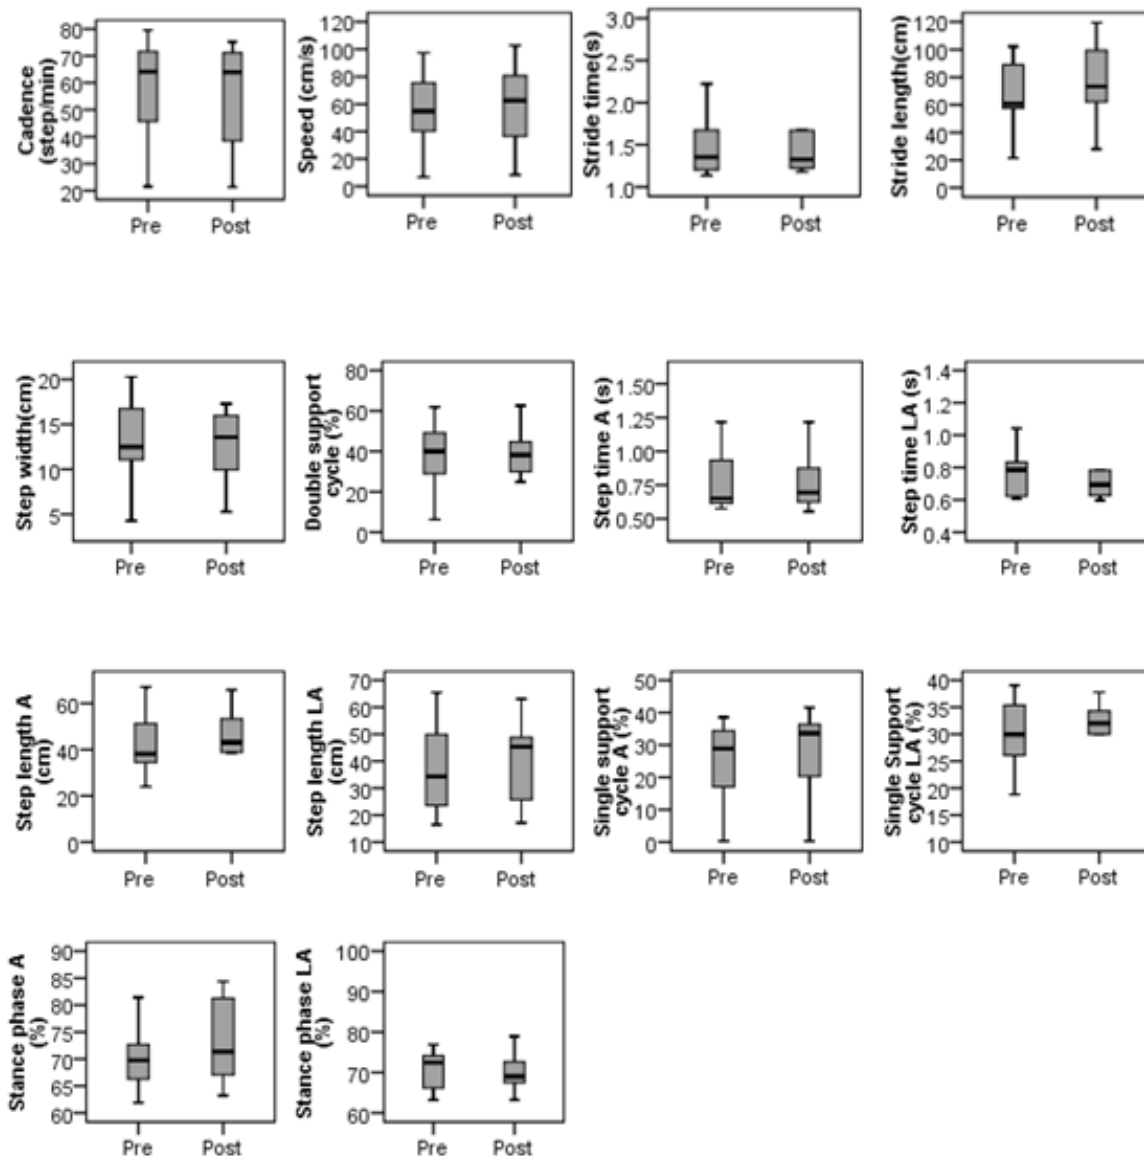 Cadence
(step/min)
80
70
60
50
40
30
20
Pre
Post
Speed (cm/s)
120
100
80
60
40
20
0
Pre
Post
Stride time(s)
3.0
2.5
2.0
1.5
1.0
Pre
Post
Stride length(cm)
120
100
80
60
40
20
0
Pre
Post
Step width(cm)
20
15
10
5
Pre
Post
Double support
cycle (%)
80
60
40
20
0
Pre
Post
Step time A (s)
1.50
1.25
1.00
0.75
0.50
Pre
Post
Step time LA (s)
1.4
1.2
1.0
0.8
0.6
0.4
Pre
Post
Step length A
(cm)
60
40
20
0
Pre
Post
Step length LA
(cm)
70
60
50
40
30
20
10
Pre
Post
Single support
cycle A (%)
50
40
30
20
10
0
Pre
Post
Single Support
cycle LA (%)
40
35
30
25
20
15
10
Pre
Post
Stance phase A
(%)
90
85
80
75
70
65
60
Pre
Post
Stance phase LA
(%)
100
90
80
70
60
Pre
Post